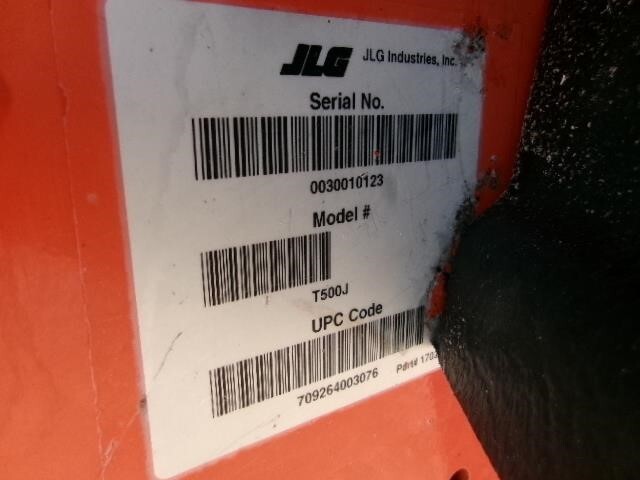 JLG JLG Industries, Inc.
Serial No.
0030010123
Model #
T500J
UPC Code
709264003076